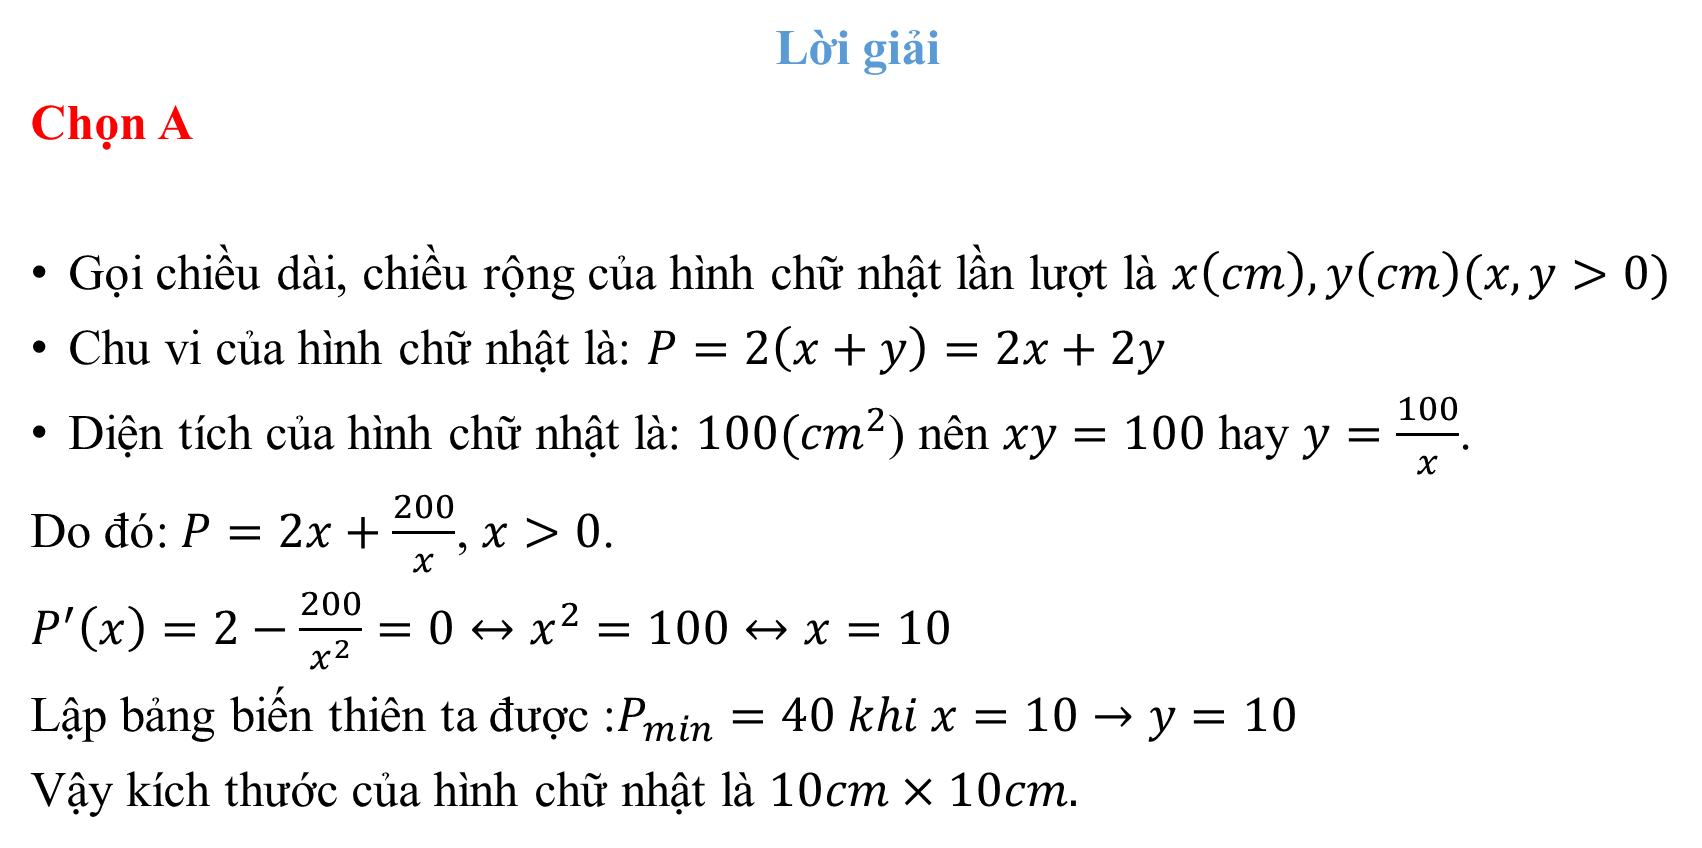 Lời giải
Chọn A
• Gọi chiều dài, chiều rộng của hình chữ nhật lần lượt là x(cm), y(cm)(x, y > 0)
• Chu vi của hình chữ nhật là: P = 2(x + y) = 2x + 2y
• Diện tích của hình chữ nhật là: 100(cm²) nên xy = 100 hay y = 100/x.
Do đó: P = 2x + 200/x, x > 0.
P′(x) = 2 − 200/x² = 0 ↔ x² = 100 ↔ x = 10
Lập bảng biến thiên ta được :P_min = 40 khi x = 10 → y = 10
Vậy kích thước của hình chữ nhật là 10cm × 10cm.